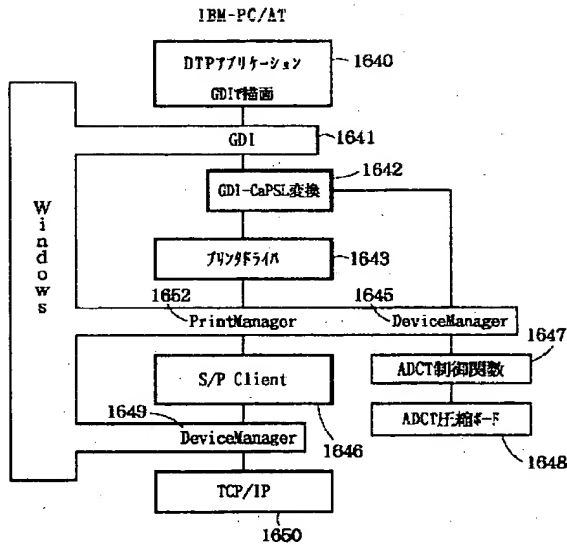 IBM-PC/AT
DTPアプリケーション
GDIで描画
1640
GDI
1641
1642
GDI-CaPSL変換
Windows
プリンタドライバ
1643
1652
1645
PrintManagor
DeviceManager
1647
S/P Client
ADCT制御関数
1649
1646
ADCT圧縮ボード
DeviceManager
1648
TCP/IP
1650